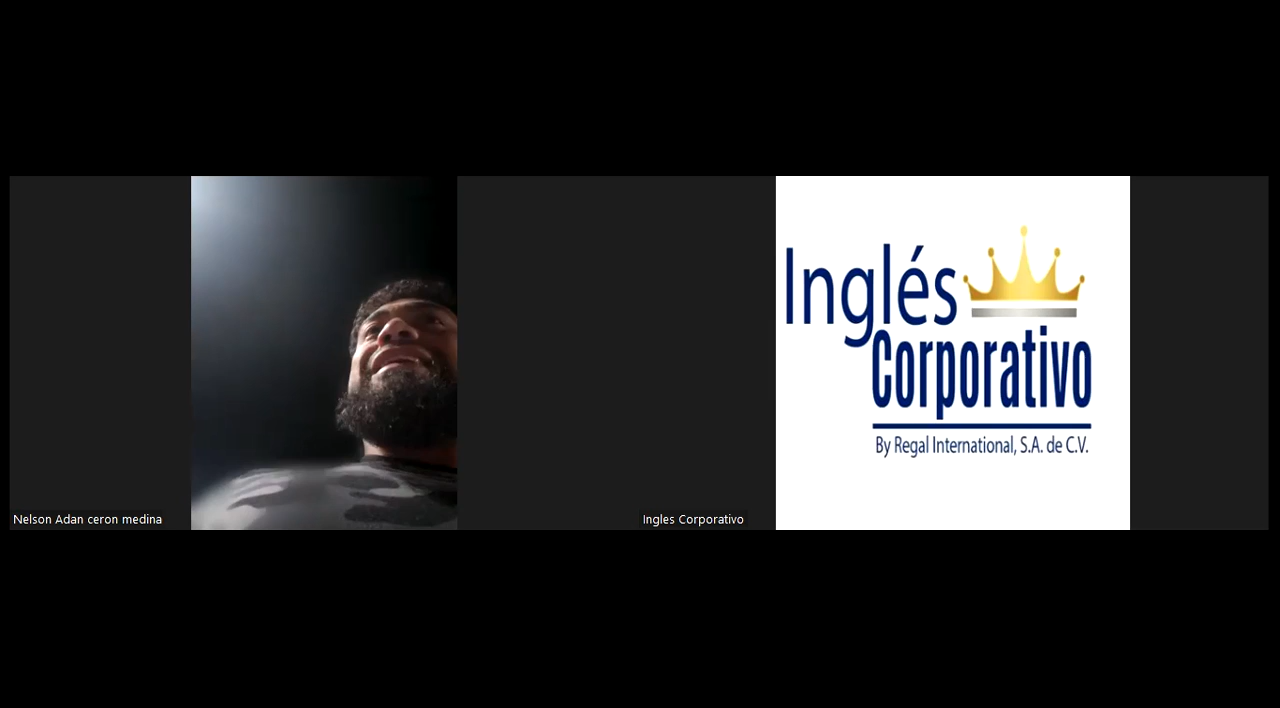 Inglés
Corporativo
By Regal International, S.A. de C.V.
Nelson Adan ceron medina
Ingles Corporativo